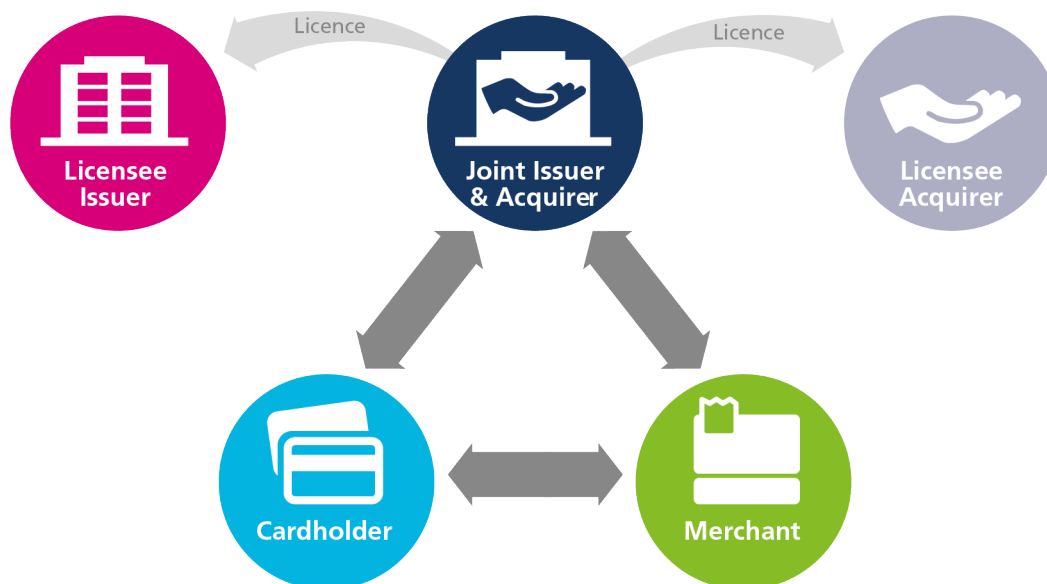 Licence
Licence
Licensee
Issuer
Joint Issuer
& Acquirer
Licensee
Acquirer
Cardholder
Merchant